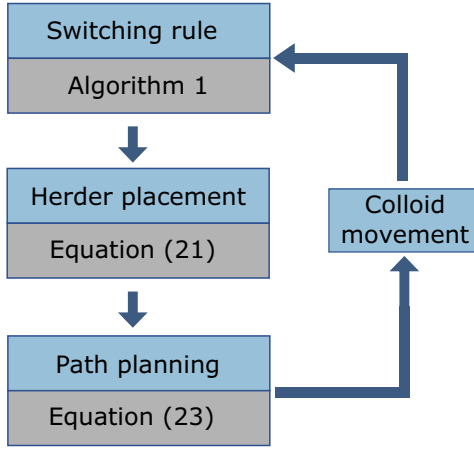 Switching rule
Algorithm 1
Herder placement
Equation (21)
Path planning
Equation (23)
Colloid
movement